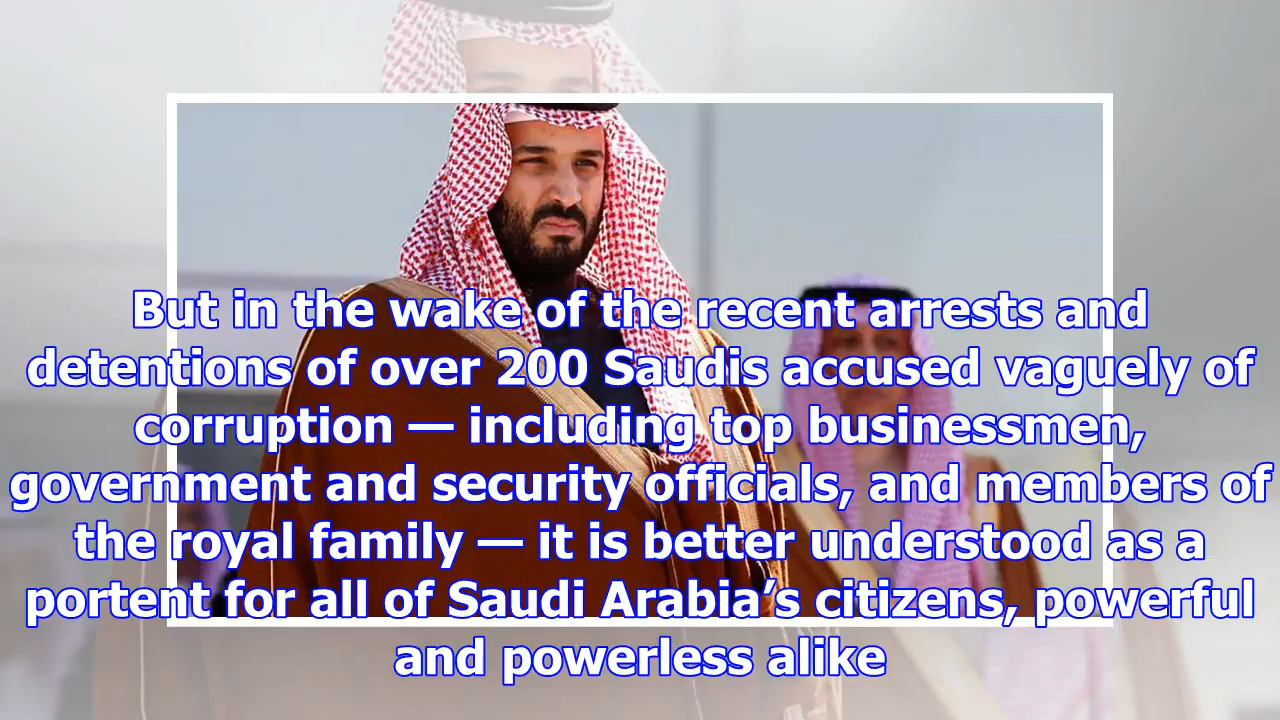 But in the wake of the recent arrests and
detentions of over 200 Saudis accused vaguely of
corruption — including top businessmen,
government and security officials, and members of
the royal family — it is better understood as a
portent for all of Saudi Arabia’s citizens, powerful
and powerless alike